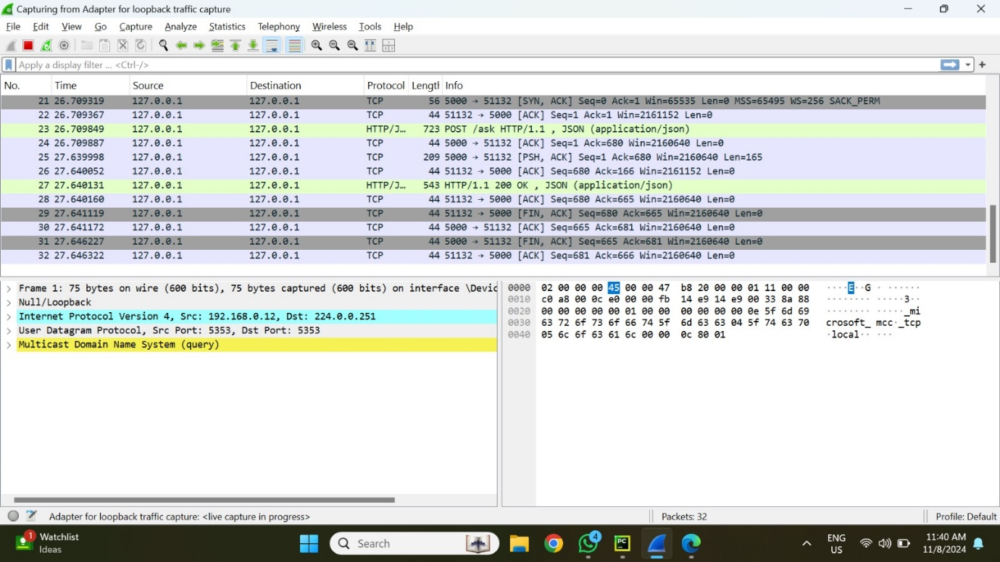 Capturing from Adapter for loopback traffic capture
File Edit View Go Capture Analyze Statistics Telephony Wireless Tools Help
Apply a display filter ... <Ctrl-/>
No. Time Source Destination Protocol Length Info
21 26.709319 127.0.0.1 127.0.0.1 TCP 56 5000 → 51132 [SYN, ACK] Seq=0 Ack=1 Win=65535 Len=0 MSS=65495 WS=256 SACK_PERM
22 26.709367 127.0.0.1 127.0.0.1 TCP 44 51132 → 5000 [ACK] Seq=1 Ack=1 Win=2161152 Len=0
23 26.709849 127.0.0.1 127.0.0.1 HTTP/J… 723 POST /ask HTTP/1.1 , JSON (application/json)
24 26.709887 127.0.0.1 127.0.0.1 TCP 44 5000 → 51132 [ACK] Seq=1 Ack=680 Win=2160640 Len=0
25 27.639998 127.0.0.1 127.0.0.1 TCP 209 5000 → 51132 [PSH, ACK] Seq=1 Ack=680 Win=2160640 Len=165
26 27.640052 127.0.0.1 127.0.0.1 TCP 44 51132 → 5000 [ACK] Seq=680 Ack=166 Win=2161152 Len=0
27 27.640131 127.0.0.1 127.0.0.1 HTTP/J… 543 HTTP/1.1 200 OK , JSON (application/json)
28 27.640160 127.0.0.1 127.0.0.1 TCP 44 51132 → 5000 [ACK] Seq=680 Ack=665 Win=2160640 Len=0
29 27.641119 127.0.0.1 127.0.0.1 TCP 44 51132 → 5000 [FIN, ACK] Seq=680 Ack=665 Win=2160640 Len=0
30 27.641172 127.0.0.1 127.0.0.1 TCP 44 5000 → 51132 [ACK] Seq=665 Ack=681 Win=2160640 Len=0
31 27.646227 127.0.0.1 127.0.0.1 TCP 44 5000 → 51132 [FIN, ACK] Seq=665 Ack=681 Win=2160640 Len=0
32 27.646322 127.0.0.1 127.0.0.1 TCP 44 51132 → 5000 [ACK] Seq=681 Ack=666 Win=2160640 Len=0
Frame 1: 75 bytes on wire (600 bits), 75 bytes captured (600 bits) on interface \Devic
Null/Loopback
Internet Protocol Version 4, Src: 192.168.0.12, Dst: 224.0.0.251
User Datagram Protocol, Src Port: 5353, Dst Port: 5353
Multicast Domain Name System (query)
0000 02 00 00 00 45 00 00 47 b8 20 00 00 01 11 00 00 ····E··G · ······
0010 c0 a8 00 0c e0 00 00 fb 14 e9 14 e9 00 33 8a 88 ········ ·····3··
0020 00 00 00 00 00 01 00 00 00 00 00 00 0e 5f 6d 69 ········ ·····_mi
0030 63 72 6f 73 6f 66 74 5f 6d 63 63 04 5f 74 63 70 crosoft_ mcc·_tcp
0040 05 6c 6f 63 61 6c 00 00 0c 80 01 ·local·· ···
Adapter for loopback traffic capture: <live capture in progress>
Packets: 32
Profile: Default
1
Watchlist
Ideas
Search
4
PC
ENG
US
11:40 AM
11/8/2024